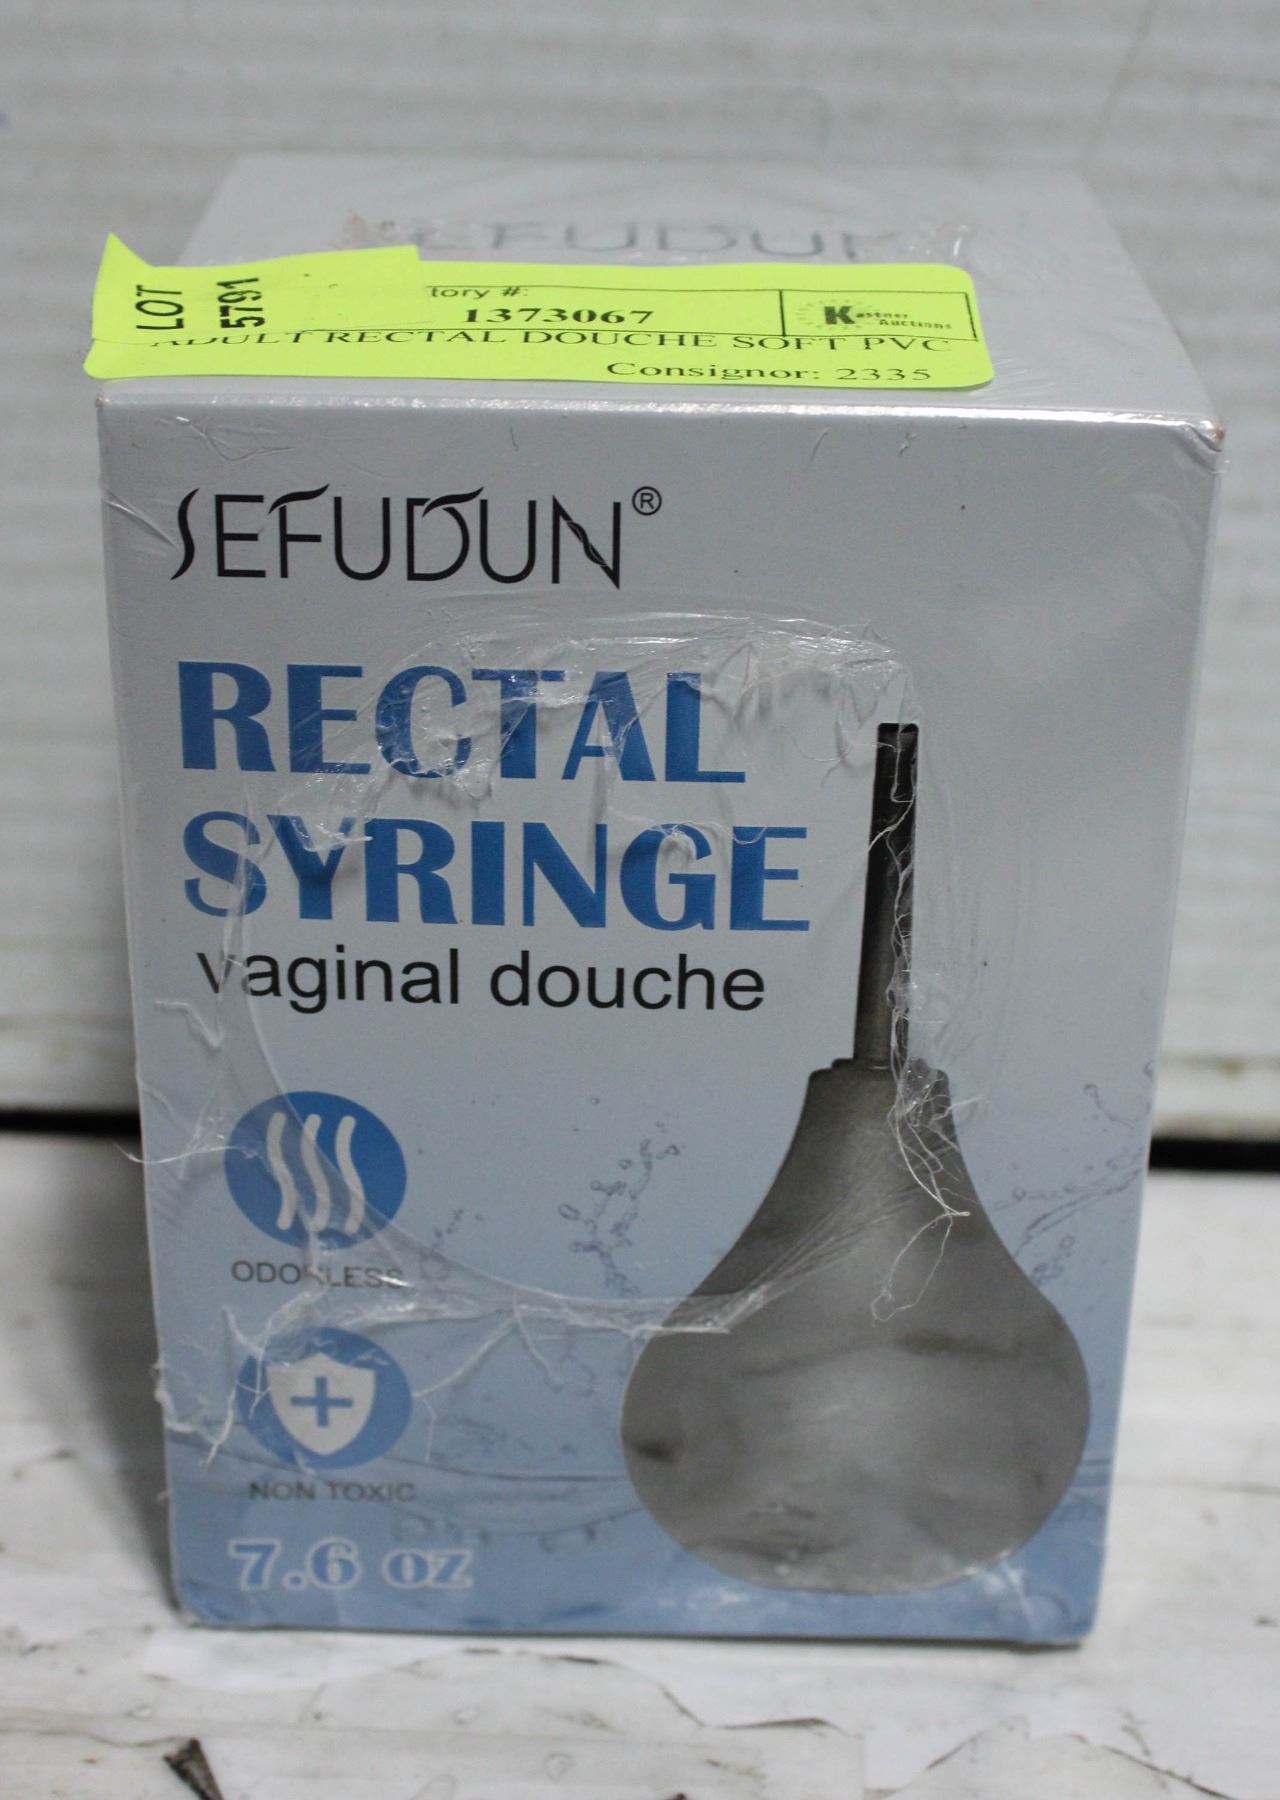 SEFUDUN
LOT 5791
tory #:
1373067
Kastner Auctions
ADULT RECTAL DOUCHE SOFT PVC
Consignor: 2335
SEFUDUN®
RECTAL
SYRINGE
vaginal douche
ODORLESS
NON TOXIC
7.6 oz